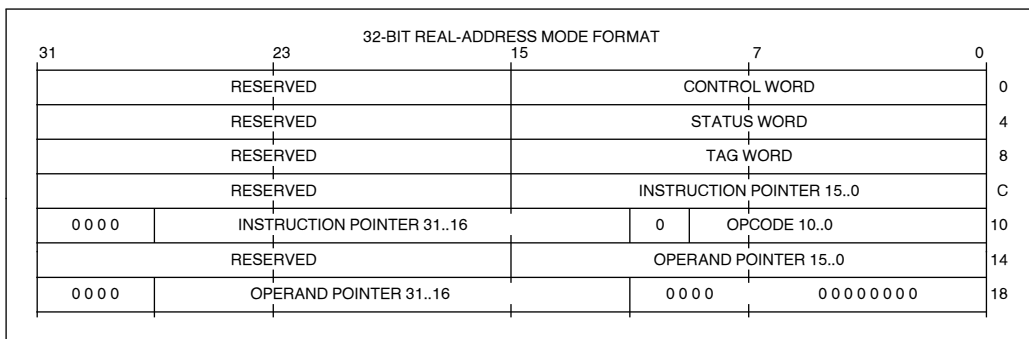 32-BIT REAL-ADDRESS MODE FORMAT
31 23 15 7 0
RESERVED CONTROL WORD 0
RESERVED STATUS WORD 4
RESERVED TAG WORD 8
RESERVED INSTRUCTION POINTER 15..0 C
0 0 0 0 INSTRUCTION POINTER 31..16 0 OPCODE 10..0 10
RESERVED OPERAND POINTER 15..0 14
0 0 0 0 OPERAND POINTER 31..16 0 0 0 0 0 0 0 0 0 0 0 0 18